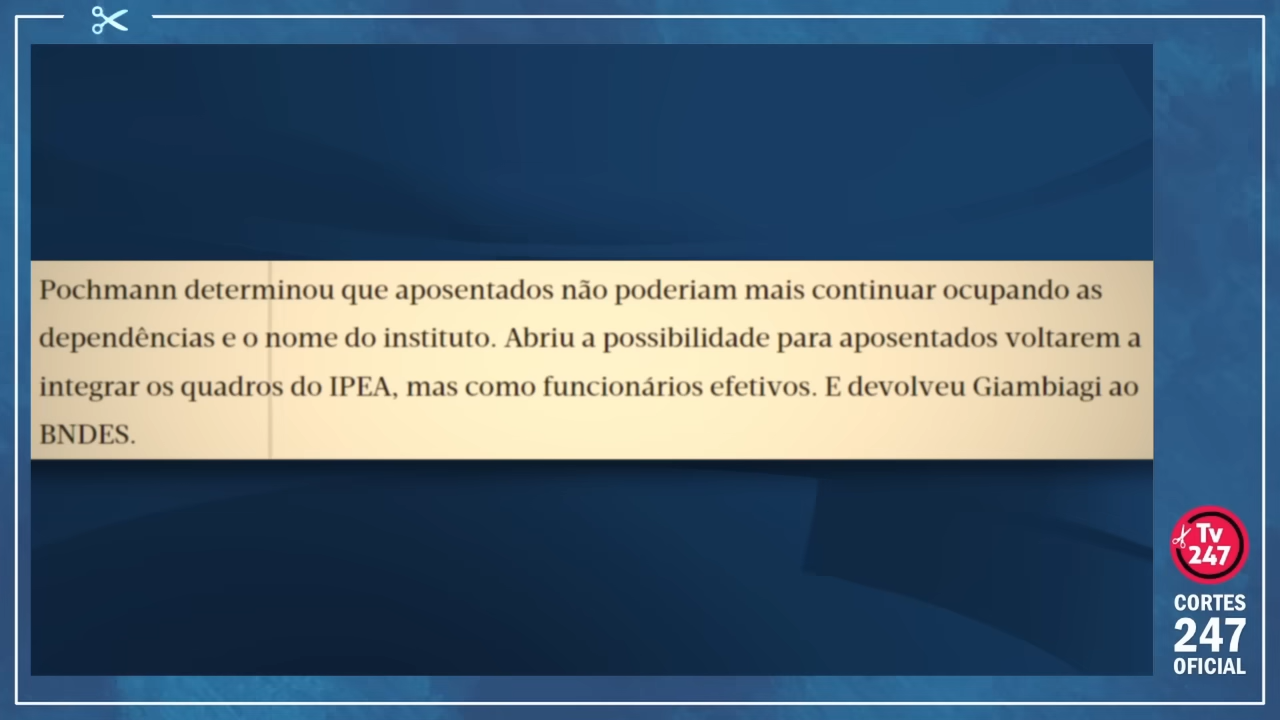 Pochmann determinou que aposentados não poderiam mais continuar ocupando as
dependências e o nome do instituto. Abriu a possibilidade para aposentados voltarem a
integrar os quadros do IPEA, mas como funcionários efetivos. E devolveu Giambiagi ao
BNDES.
Tv
247
CORTES
247
OFICIAL